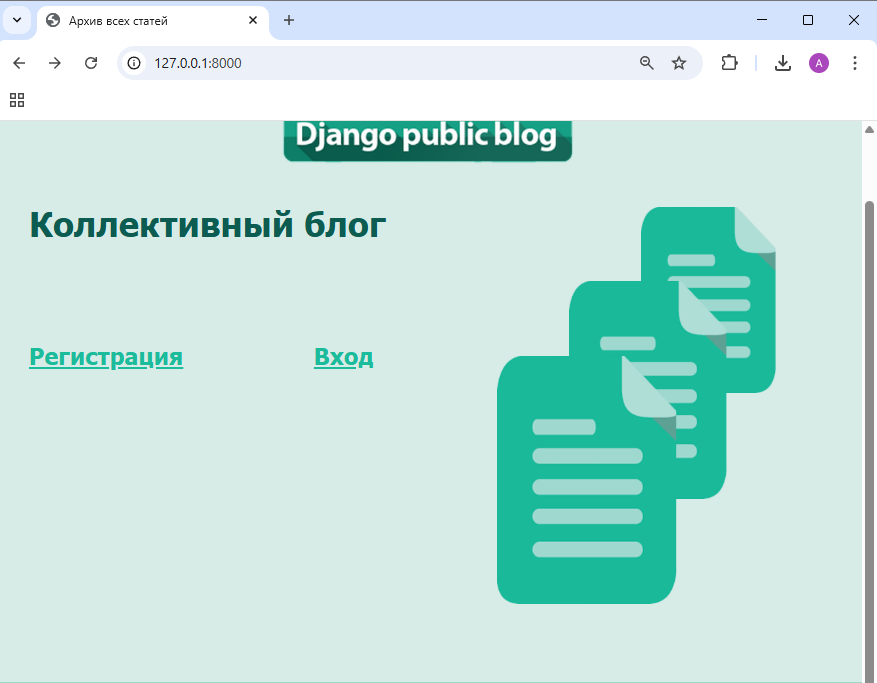 Архив всех статей
127.0.0.1:8000
A
Django public blog
Коллективный блог
Регистрация
Вход